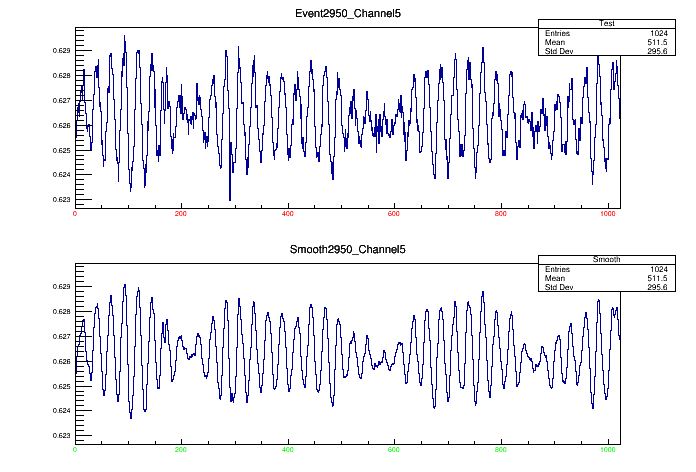 Event2950_Channel5
Test
Entries 1024
Mean 511.5
Std Dev 295.6
0.629
0.628
0.627
0.626
0.625
0.624
0.623
0 200 400 600 800 1000
Smooth2950_Channel5
Smooth
Entries 1024
Mean 511.5
Std Dev 295.6
0.629
0.628
0.627
0.626
0.625
0.624
0.623
0 200 400 600 800 1000